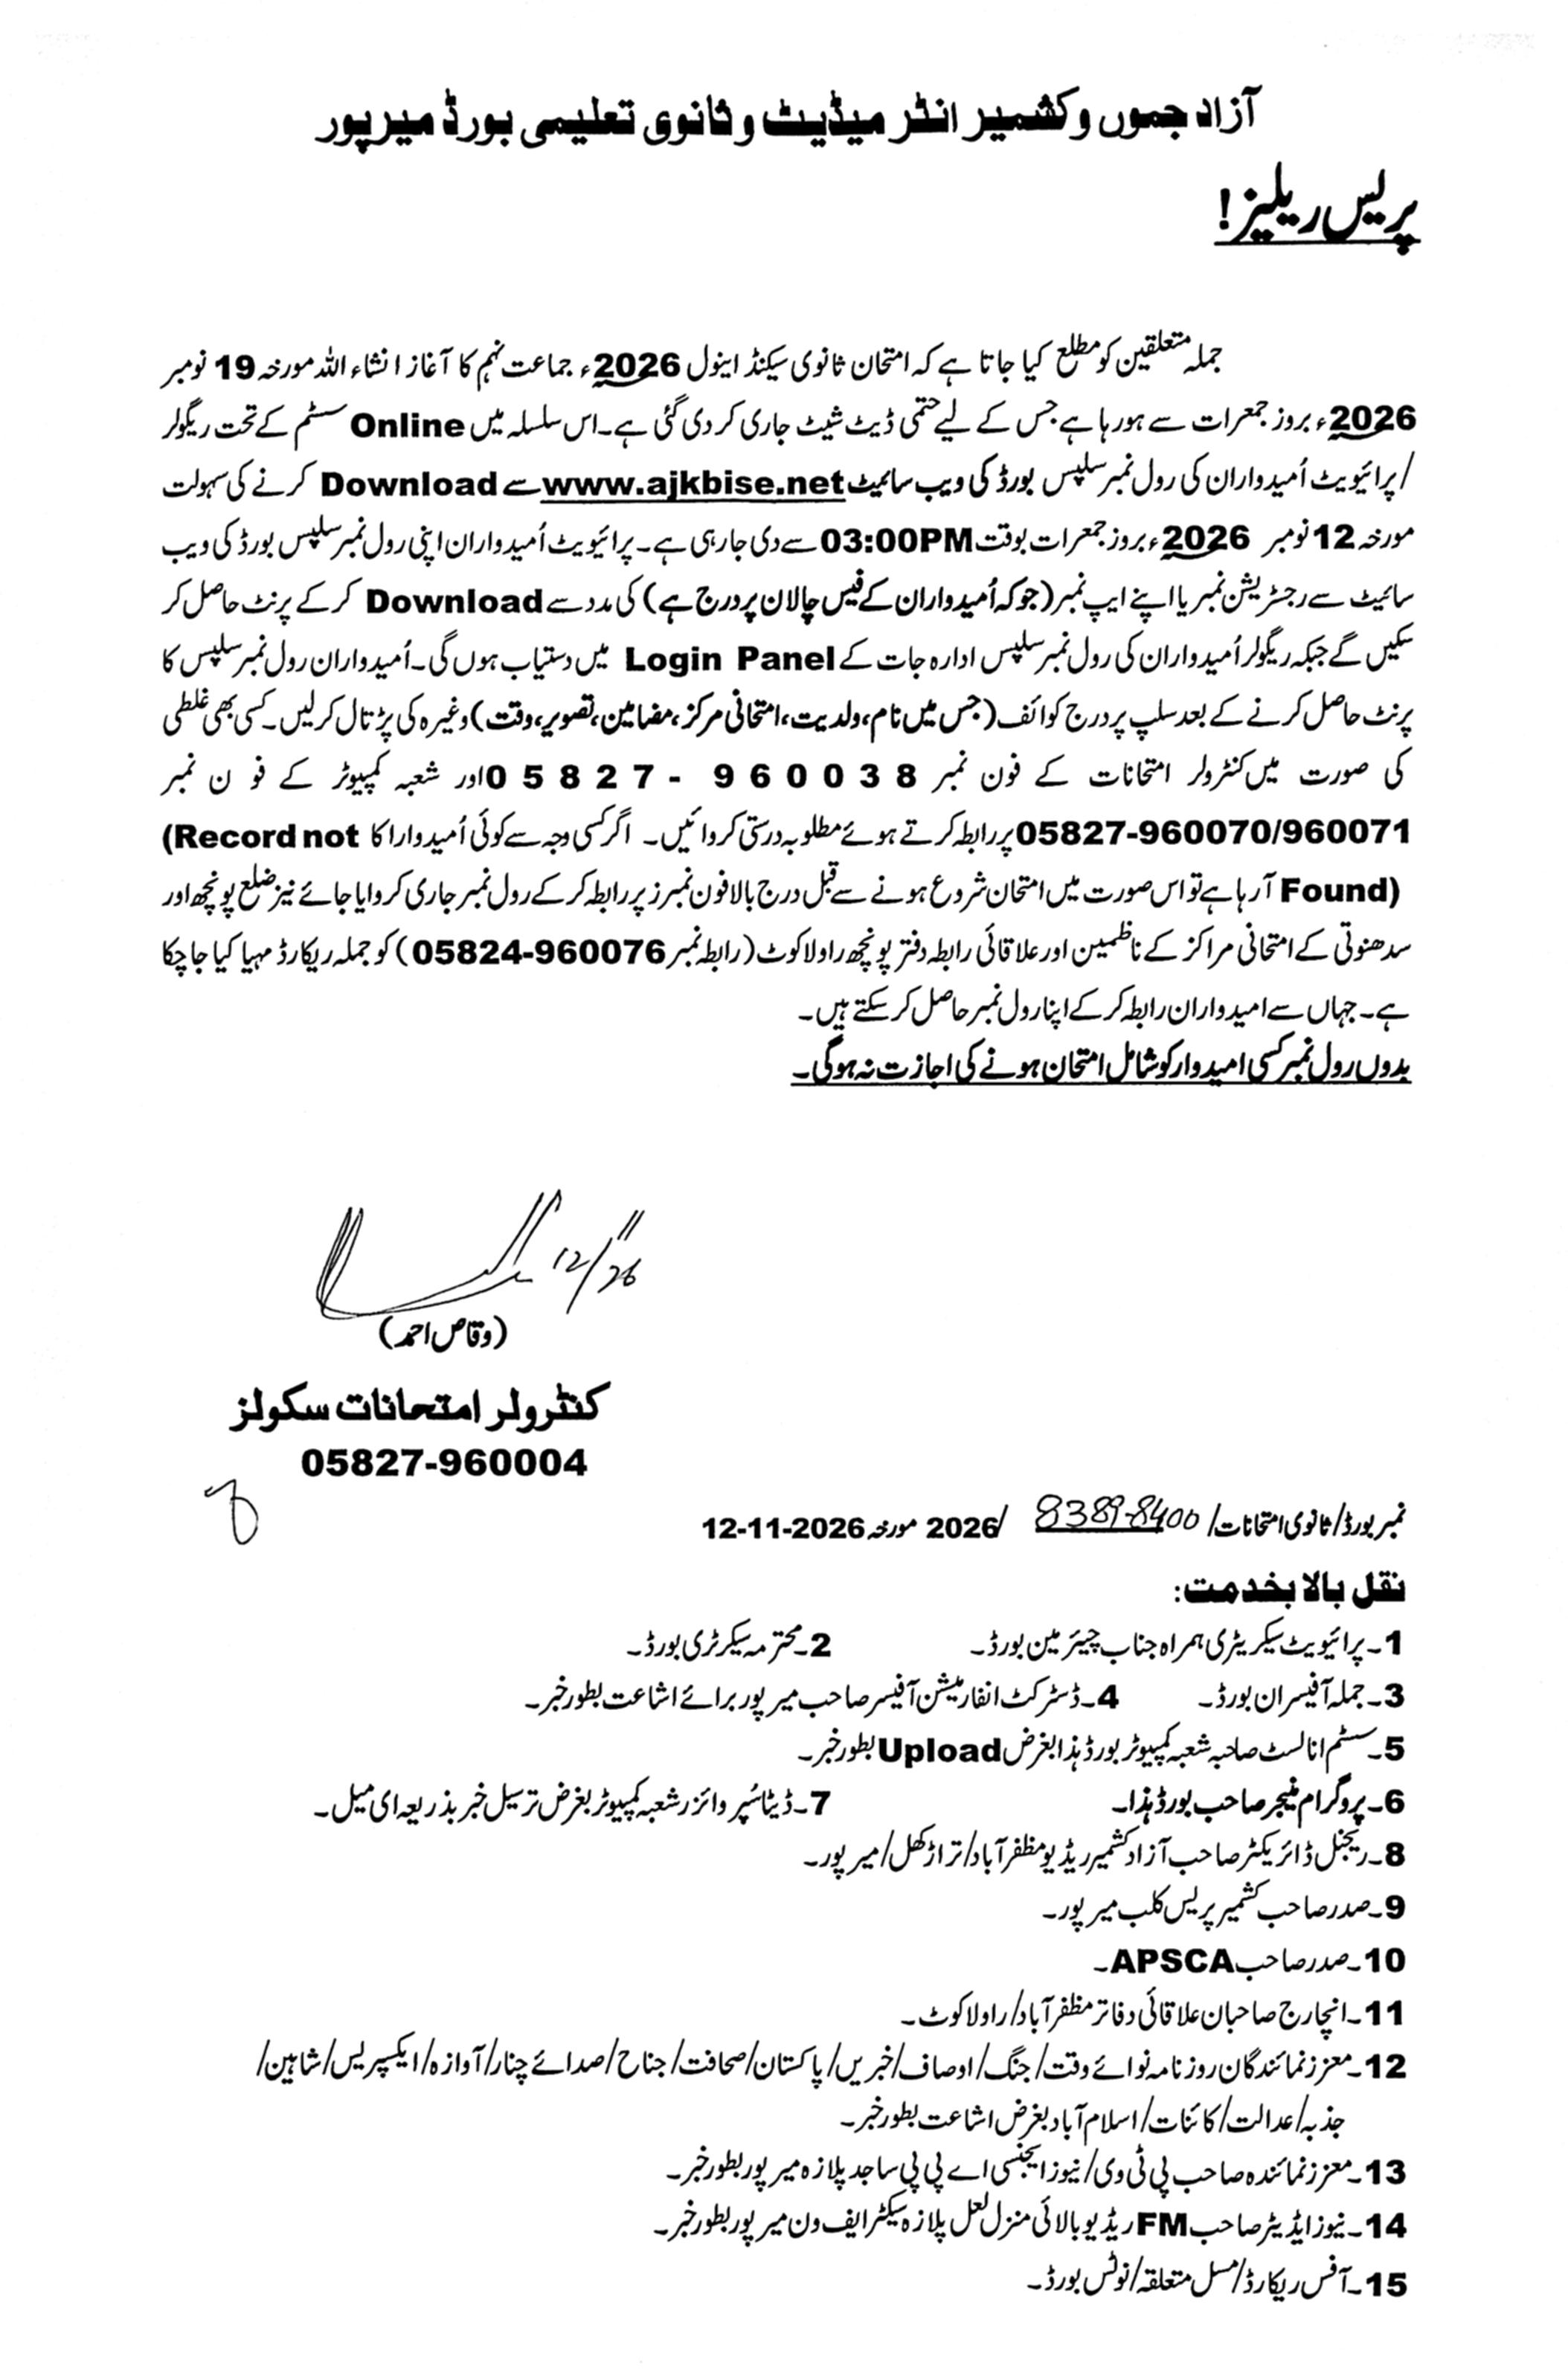 آزاد جموں و کشمیر انٹر میڈیٹ و ثانوی تعلیمی بورڈ میرپور
پریس ریلیز!
جملہ متعلقین کو مطلع کیا جاتا ہے کہ امتحان ثانوی سیکنڈ اینول 2026ء جماعت نہم کا آغاز انشاء اللہ مورخہ 19 نومبر
2026ء بروز جمعرات سے ہو رہا ہے جس کے لیے حتمی ڈیٹ شیٹ جاری کر دی گئی ہے۔ اس سلسلہ میں Online سسٹم کے تحت ریگولر
/پرائیویٹ اُمیدواران کی رول نمبر سلپس بورڈ کی ویب سائیٹ www.ajkbise.net سے Download کرنے کی سہولت
مورخہ 12 نومبر 2026ء بروز جمعرات بوقت 03:00PM سے دی جا رہی ہے۔ پرائیویٹ اُمیدواران اپنی رول نمبر سلپس بورڈ کی ویب
سائیٹ سے رجسٹریشن نمبر یا اپنے ایپ نمبر (جو کہ اُمیدواران کے فیس چالان پر درج ہے) کی مدد سے Download کر کے پرنٹ حاصل کر
سکیں گے جبکہ ریگولر اُمیدواران کی رول نمبر سلپس ادارہ جات کے Login Panel میں دستیاب ہوں گی۔ اُمیدواران رول نمبر سلپس کا
پرنٹ حاصل کرنے کے بعد سلپ پر درج کوائف (جس میں نام، ولدیت، امتحانی مرکز، مضامین، تصویر، وقت) وغیرہ کی پڑتال کر لیں۔ کسی بھی غلطی
کی صورت میں کنٹرولر امتحانات کے فون نمبر 05827-960038 اور شعبہ کمپیوٹر کے فون نمبر
05827-960070/960071 پر رابطہ کرتے ہوئے مطلوبہ درستی کروائیں۔ اگر کسی وجہ سے کوئی اُمیدوار اکا (Record not
Found) آ رہا ہے تو اس صورت میں امتحان شروع ہونے سے قبل درج بالا فون نمبرز پر رابطہ کر کے رول نمبر جاری کروایا جائے نیز ضلع پونچھ اور
سدھنوتی کے امتحانی مراکز کے ناظمین اور علاقائی رابطہ دفتر پونچھ راولاکوٹ (رابطہ نمبر 05824-960076) کو جملہ ریکارڈ مہیا کیا جا چکا
ہے۔ جہاں سے امیدواران رابطہ کر کے اپنا رول نمبر حاصل کر سکتے ہیں۔
بدوں رول نمبر کسی امیدوار کو شامل امتحان ہونے کی اجازت نہ ہو گی۔
12/11/26
(وقاص احمد)
کنٹرولر امتحانات سکولز
05827-960004
نمبر بورڈ/ثانوی امتحانات/ 8389-8400 /2026 مورخہ 12-11-2026
نقل بالا بخدمت:
1۔ پرائیویٹ سیکریٹری ہمراہ جناب چیئرمین بورڈ۔ 2۔ محترمہ سیکرٹری بورڈ۔
3۔ جملہ آفیسران بورڈ۔ 4۔ ڈسٹرکٹ انفارمیشن آفیسر صاحب میرپور برائے اشاعت بطور خبر۔
5۔ سسٹم انالسٹ صاحبہ شعبہ کمپیوٹر بورڈ ہذا بغرض Upload بطور خبر۔
6۔ پروگرام منیجر صاحب بورڈ ہذا۔ 7۔ ڈیٹا سپر وائزر شعبہ کمپیوٹر بغرض ترسیل خبر بذریعہ ای میل۔
8۔ ریجنل ڈائریکٹر صاحب آزاد کشمیر ریڈیو مظفرآباد/تراڑکھل/میرپور۔
9۔ صدر صاحب کشمیر پریس کلب میرپور۔
10۔ صدر صاحب APSCA۔
11۔ انچارج صاحبان علاقائی دفاتر مظفرآباد/راولاکوٹ۔
12۔ معزز نمائندگان روزنامہ نوائے وقت/جنگ/اوصاف/خبریں/پاکستان/صحافت/جناح/صدائے چنار/آوازہ/ایکسپریس/شاہین/
جذبہ/عدالت/کائنات/اسلام آباد بغرض اشاعت بطور خبر۔
13۔ معزز نمائندہ صاحب پی ٹی وی/نیوز ایجنسی اے پی پی ساجد پلازہ میرپور بطور خبر۔
14۔ نیوز ایڈیٹر صاحب FM ریڈیو بالائی منزل لعل پلازہ سیکٹر ایف ون میرپور بطور خبر۔
15۔ آفس ریکارڈ/مسل متعلقہ/نوٹس بورڈ۔